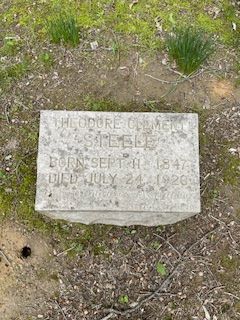 THEODORE CLEMENT
STEELE
BORN SEPT. 11. 1847.
DIED JULY 24. 1926.